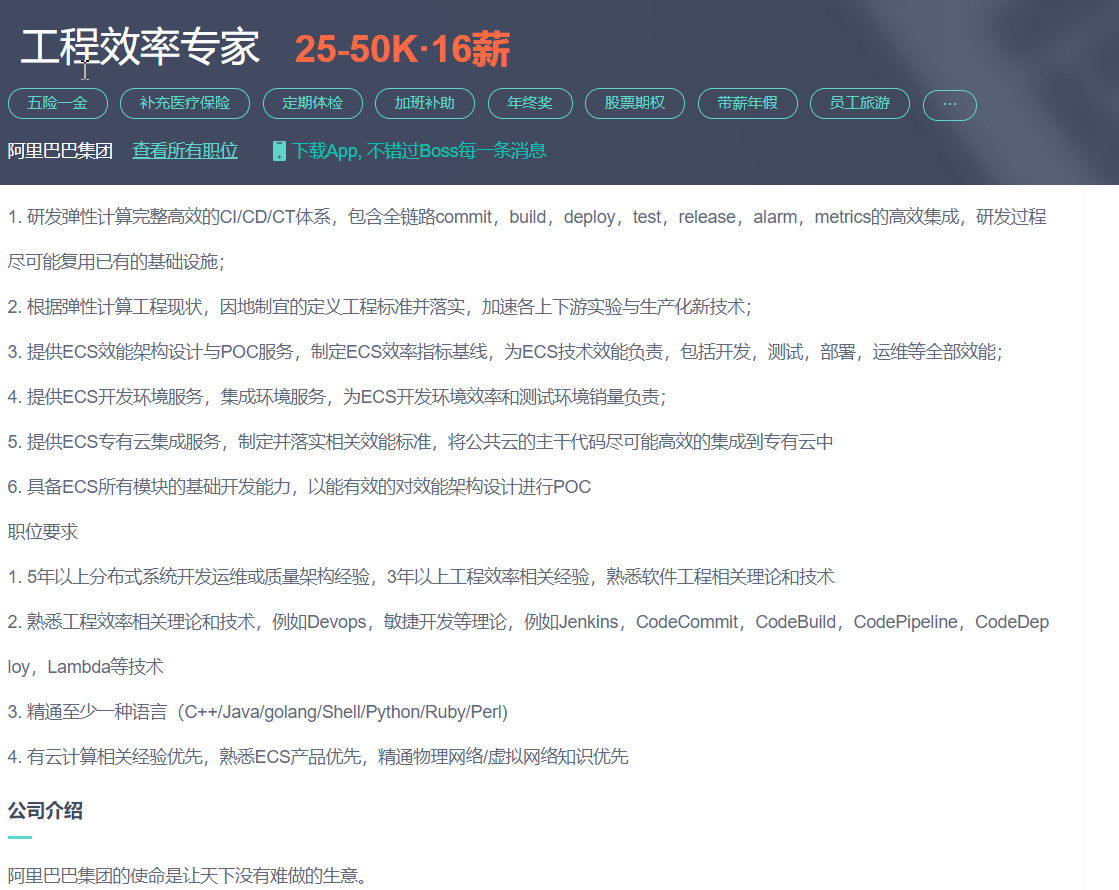 工程效率专家 25-50K·16薪
五险一金 补充医疗保险 定期体检 加班补助 年终奖 股票期权 带薪年假 员工旅游 ···
阿里巴巴集团 查看所有职位 下载App, 不错过Boss每一条消息
1. 研发弹性计算完整高效的CI/CD/CT体系，包含全链路commit，build，deploy，test，release，alarm，metrics的高效集成，研发过程
尽可能复用已有的基础设施；
2. 根据弹性计算工程现状，因地制宜的定义工程标准并落实，加速各上下游实验与生产化新技术；
3. 提供ECS效能架构设计与POC服务，制定ECS效率指标基线，为ECS技术效能负责，包括开发，测试，部署，运维等全部效能；
4. 提供ECS开发环境服务，集成环境服务，为ECS开发环境效率和测试环境销量负责；
5. 提供ECS专有云集成服务，制定并落实相关效能标准，将公共云的主干代码尽可能高效的集成到专有云中
6. 具备ECS所有模块的基础开发能力，以能有效的对效能架构设计进行POC
职位要求
1. 5年以上分布式系统开发运维或质量架构经验，3年以上工程效率相关经验，熟悉软件工程相关理论和技术
2. 熟悉工程效率相关理论和技术，例如Devops，敏捷开发等理论，例如Jenkins，CodeCommit，CodeBuild，CodePipeline，CodeDep
loy，Lambda等技术
3. 精通至少一种语言（C++/Java/golang/Shell/Python/Ruby/Perl)
4. 有云计算相关经验优先，熟悉ECS产品优先，精通物理网络/虚拟网络知识优先
公司介绍
阿里巴巴集团的使命是让天下没有难做的生意。